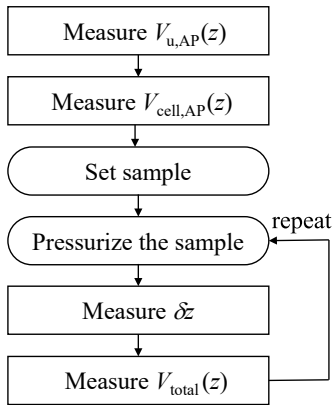 Measure V_u,AP(z)
Measure V_cell,AP(z)
Set sample
repeat
Pressurize the sample
Measure δz
Measure V_total(z)